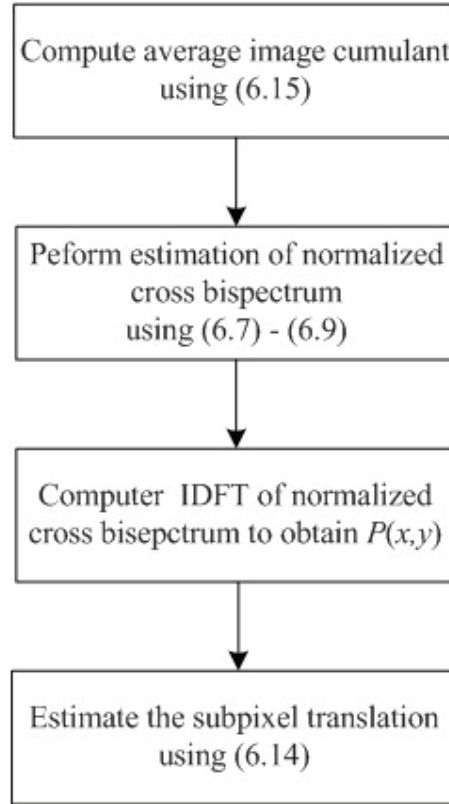 Compute average image cumulant
using (6.15)
Peform estimation of normalized
cross bispectrum
using (6.7) - (6.9)
Computer IDFT of normalized
cross bisepctrum to obtain P(x,y)
Estimate the subpixel translation
using (6.14)